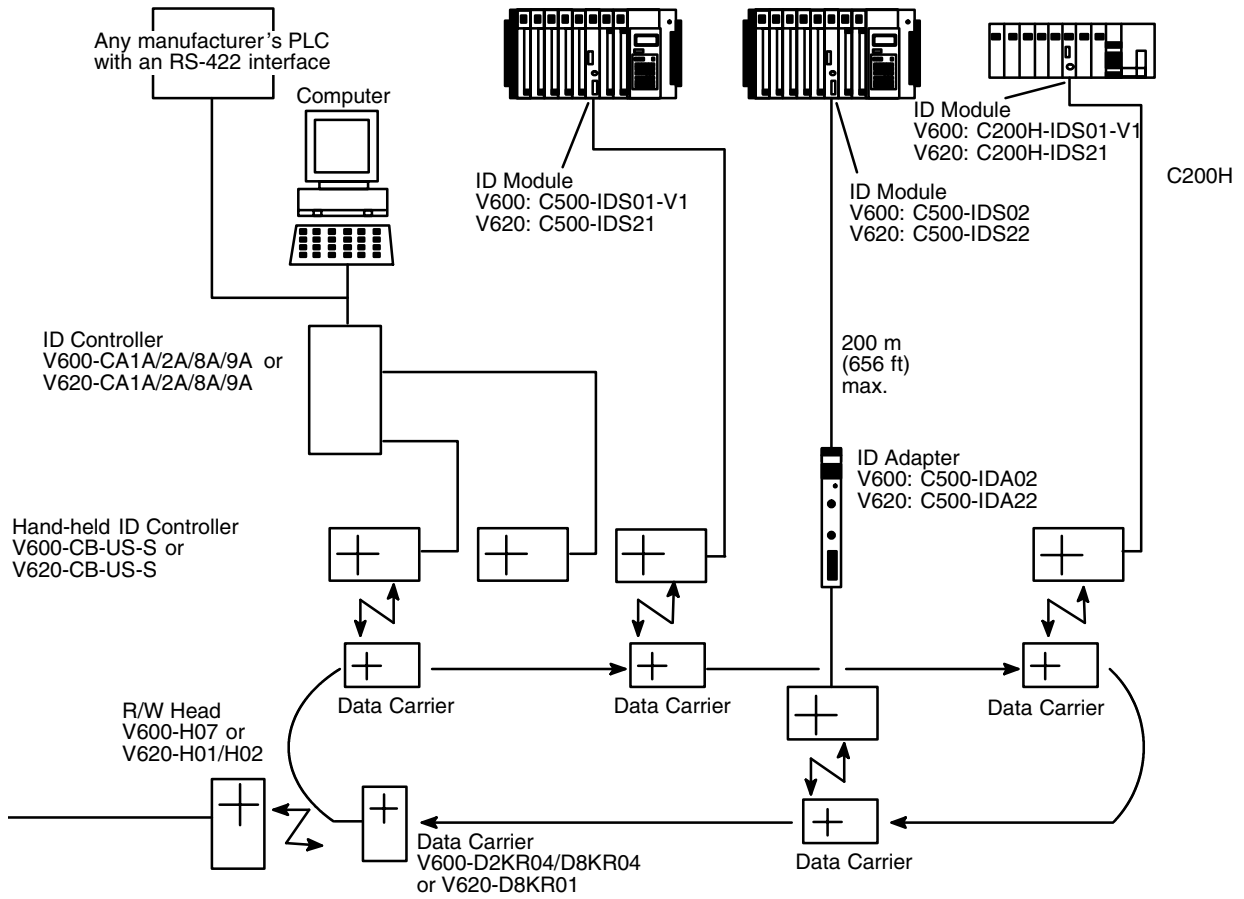 Any manufacturer's PLC
with an RS-422 interface
Computer
ID Module
V600: C500-IDS01-V1
V620: C500-IDS21
ID Module
V600: C500-IDS02
V620: C500-IDS22
ID Module
V600: C200H-IDS01-V1
V620: C200H-IDS21
C200H
ID Controller
V600-CA1A/2A/8A/9A or
V620-CA1A/2A/8A/9A
200 m
(656 ft)
max.
ID Adapter
V600: C500-IDA02
V620: C500-IDA22
Hand-held ID Controller
V600-CB-US-S or
V620-CB-US-S
Data Carrier
Data Carrier
Data Carrier
R/W Head
V600-H07 or
V620-H01/H02
Data Carrier
V600-D2KR04/D8KR04
or V620-D8KR01
Data Carrier